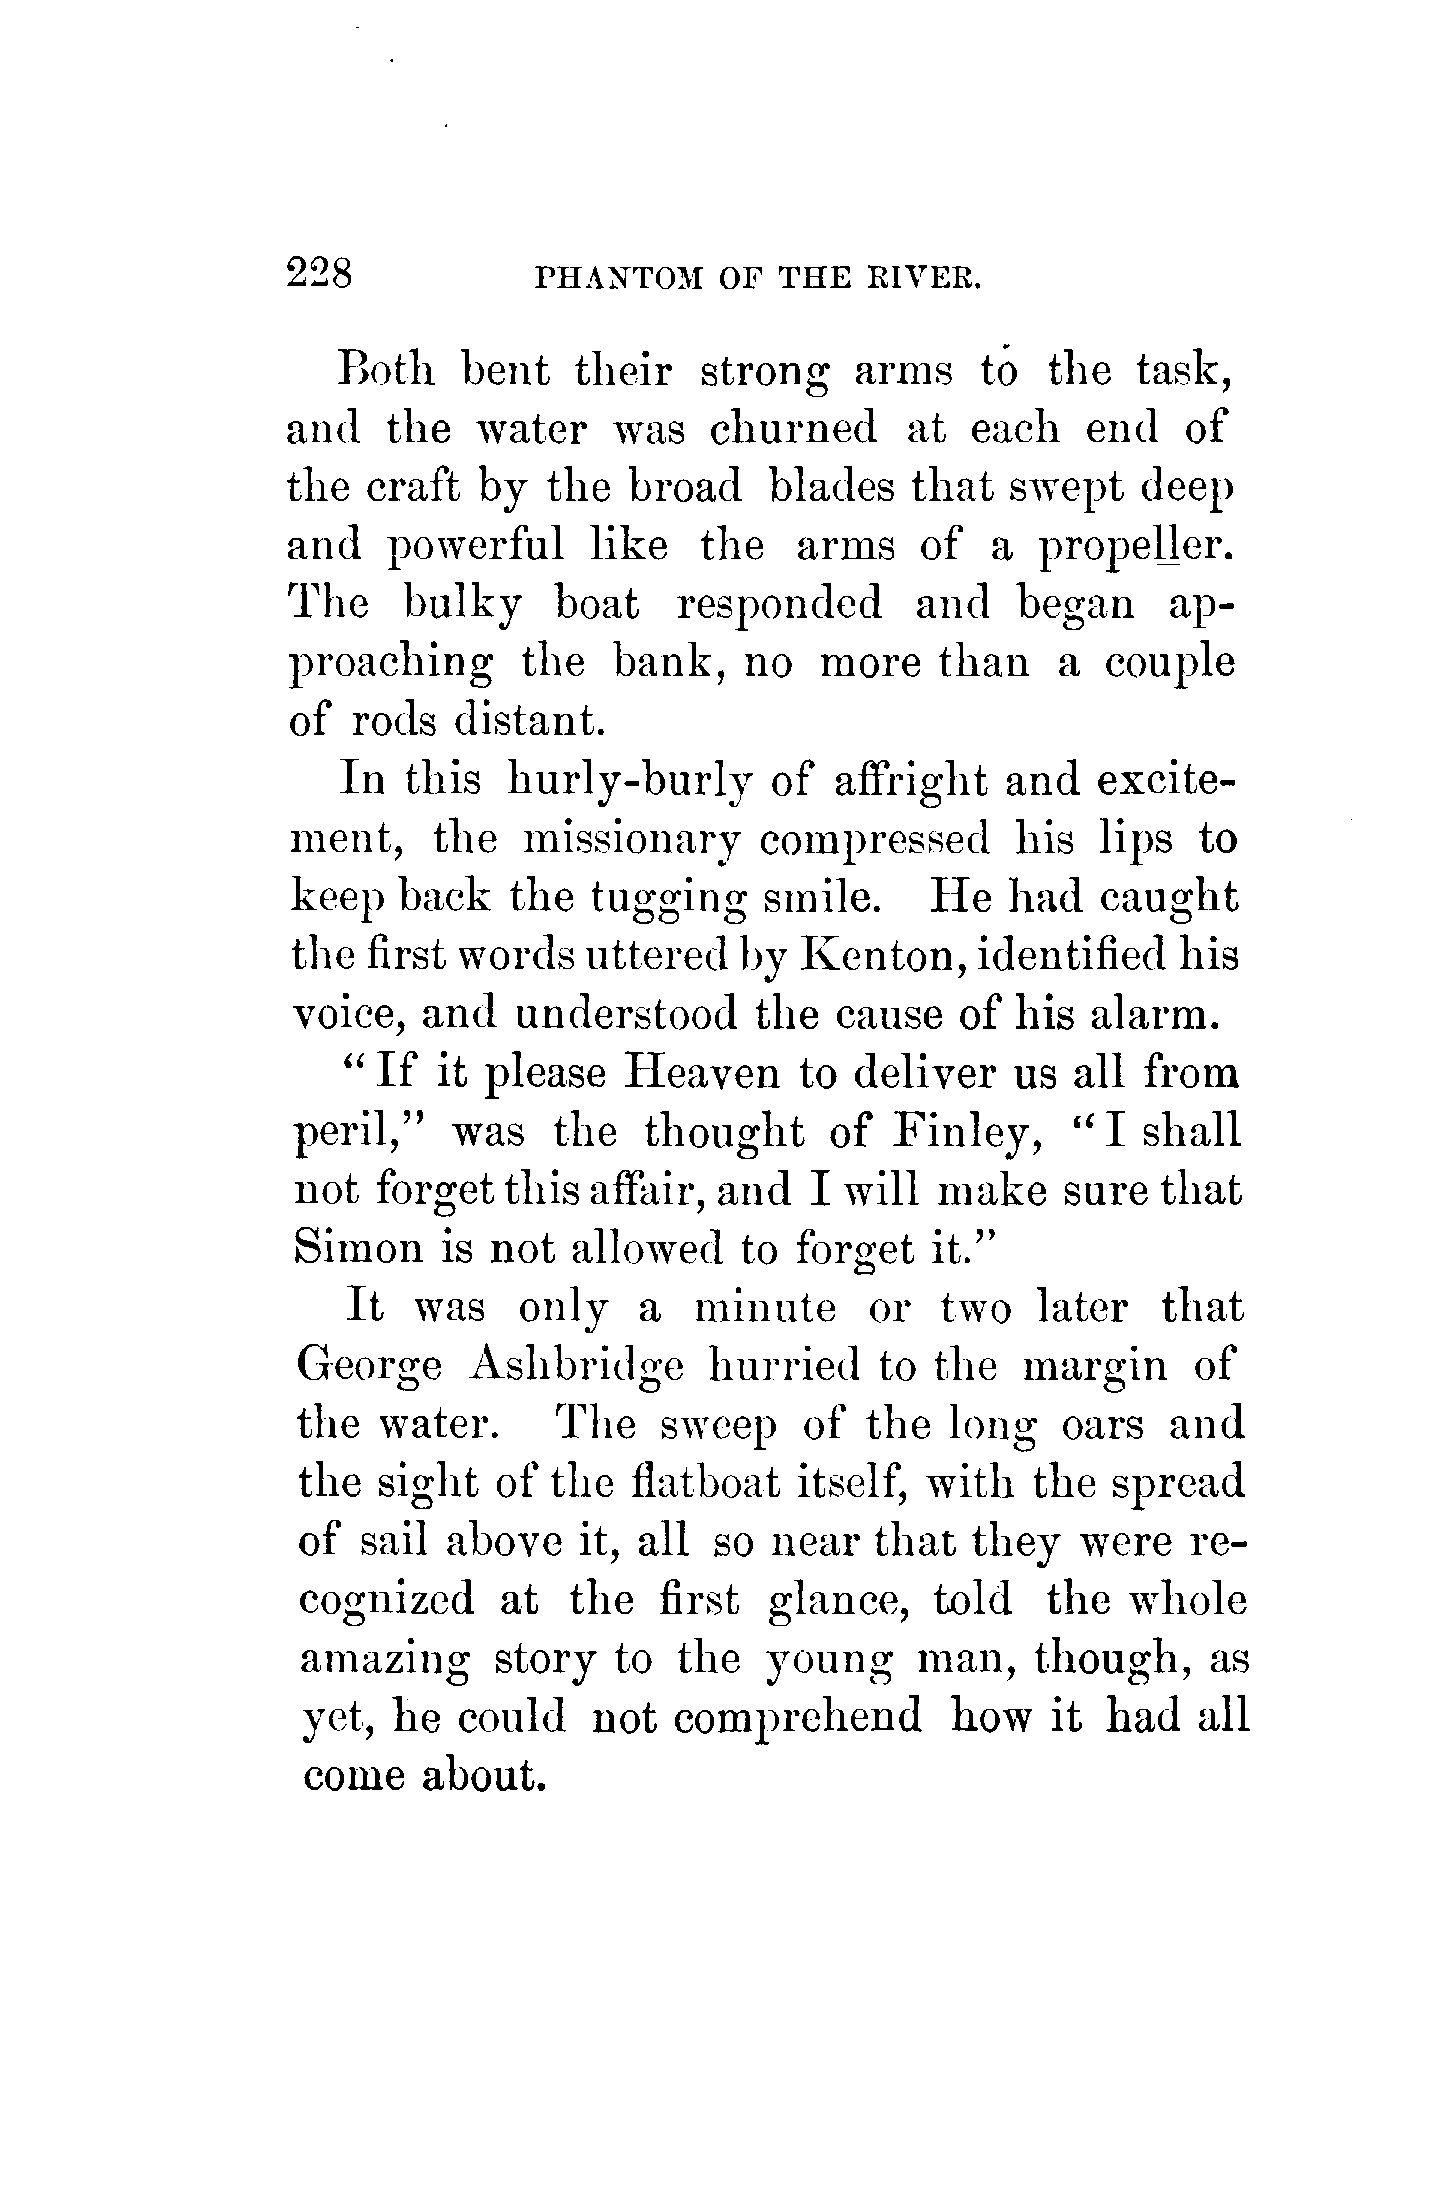 228 PHANTOM OF THE RIVER.
Both bent their strong arms to the task,
and the water was churned at each end of
the craft by the broad blades that swept deep
and powerful like the arms of a propeller.
The bulky boat responded and began ap-
proaching the bank, no more than a couple
of rods distant.
In this hurly-burly of affright and excite-
ment, the missionary compressed his lips to
keep back the tugging smile. He had caught
the first words uttered by Kenton, identified his
voice, and understood the cause of his alarm.
“If it please Heaven to deliver us all from
peril,” was the thought of Finley, “I shall
not forget this affair, and I will make sure that
Simon is not allowed to forget it.”
It was only a minute or two later that
George Ashbridge hurried to the margin of
the water. The sweep of the long oars and
the sight of the flatboat itself, with the spread
of sail above it, all so near that they were re-
cognized at the first glance, told the whole
amazing story to the young man, though, as
yet, he could not comprehend how it had all
come about.